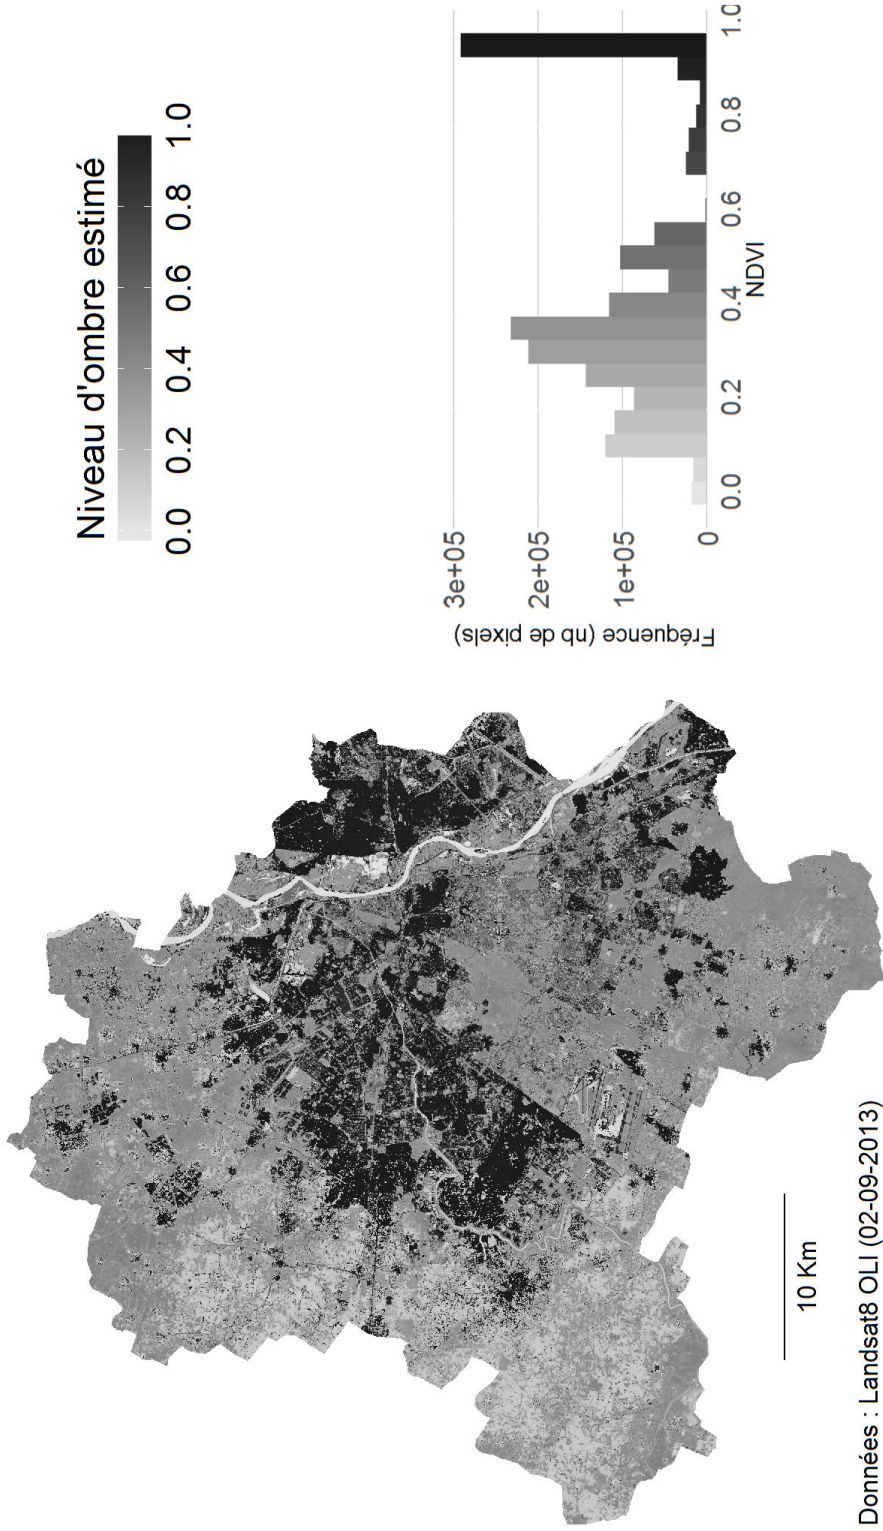 Niveau d'ombre estimé
0.0 0.2 0.4 0.6 0.8 1.0
Fréquence (nb de pixels)
3e+05
2e+05
1e+05
0
0.0 0.2 0.4 0.6 0.8 1.0
NDVI
10 Km
Données : Landsat8 OLI (02-09-2013)